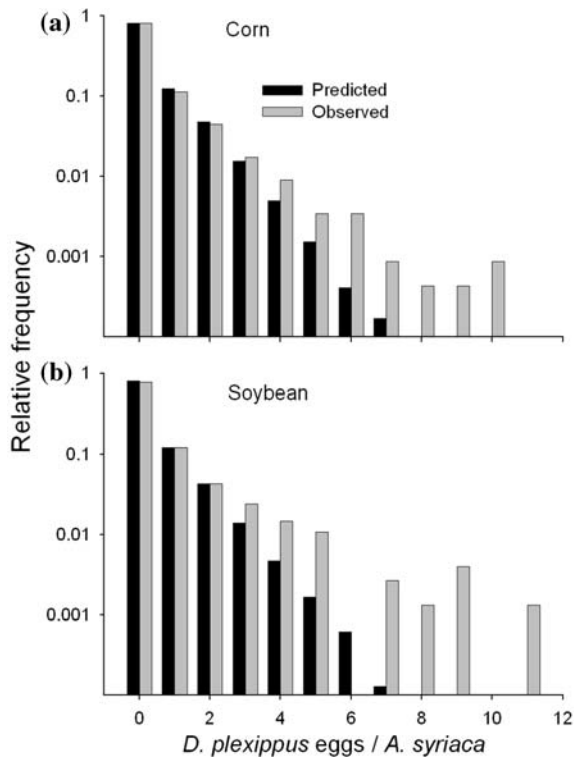 (a)
Corn
1
Predicted
Observed
0.1
0.01
0.001
Relative frequency
(b)
Soybean
1
0.1
0.01
0.001
0 2 4 6 8 10 12
D. plexippus eggs / A. syriaca